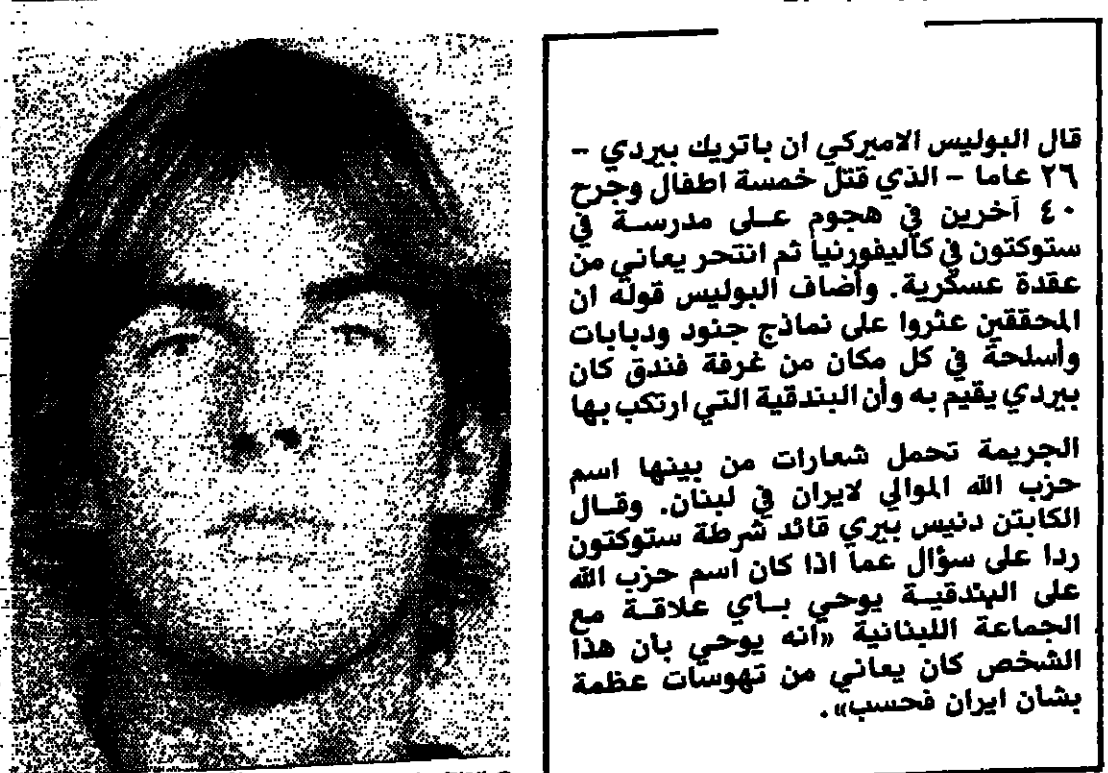 قال البوليس الاميركي ان باتريك بيردي –
٢٦ عاما – الذي قتل خمسة اطفال وجرح
٤٠ آخرين في هجوم على مدرسة في
ستوكتون في كاليفورنيا ثم انتحر يعاني من
عقدة عسكرية. وأضاف البوليس قوله ان
المحققين عثروا على نماذج جنود ودبابات
وأسلحة في كل مكان من غرفة فندق كان
بيردي يقيم به وأن البندقية التي ارتكب بها
الجريمة تحمل شعارات من بينها اسم
حزب الله الموالي لايران في لبنان. وقال
الكابتن دنيس بيري قائد شرطة ستوكتون
ردا على سؤال عما اذا كان اسم حزب الله
على البندقية يوحي باي علاقة مع
الجماعة اللبنانية «انه يوحي بان هذا
الشخص كان يعاني من تهوسات عظمة
بشان ايران فحسب».